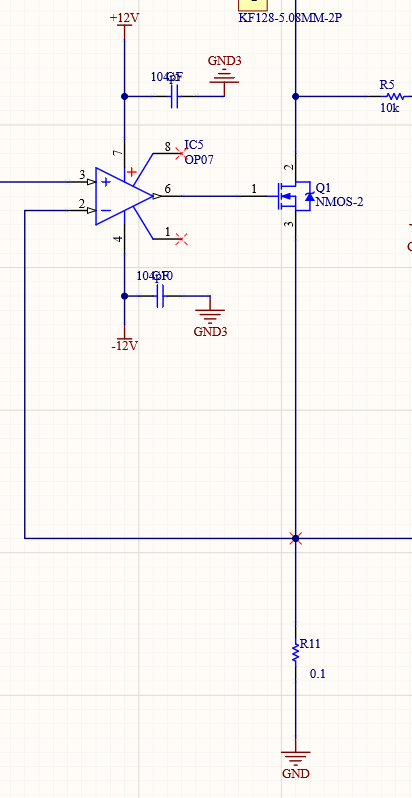 +12V
KF128-5.08MM-2P
GND3
104pF
R5
10k
7
8
IC5
OP07
3
2
6
1
2
Q1
NMOS-2
3
4
1
104pF
GND3
-12V
R11
0.1
GND